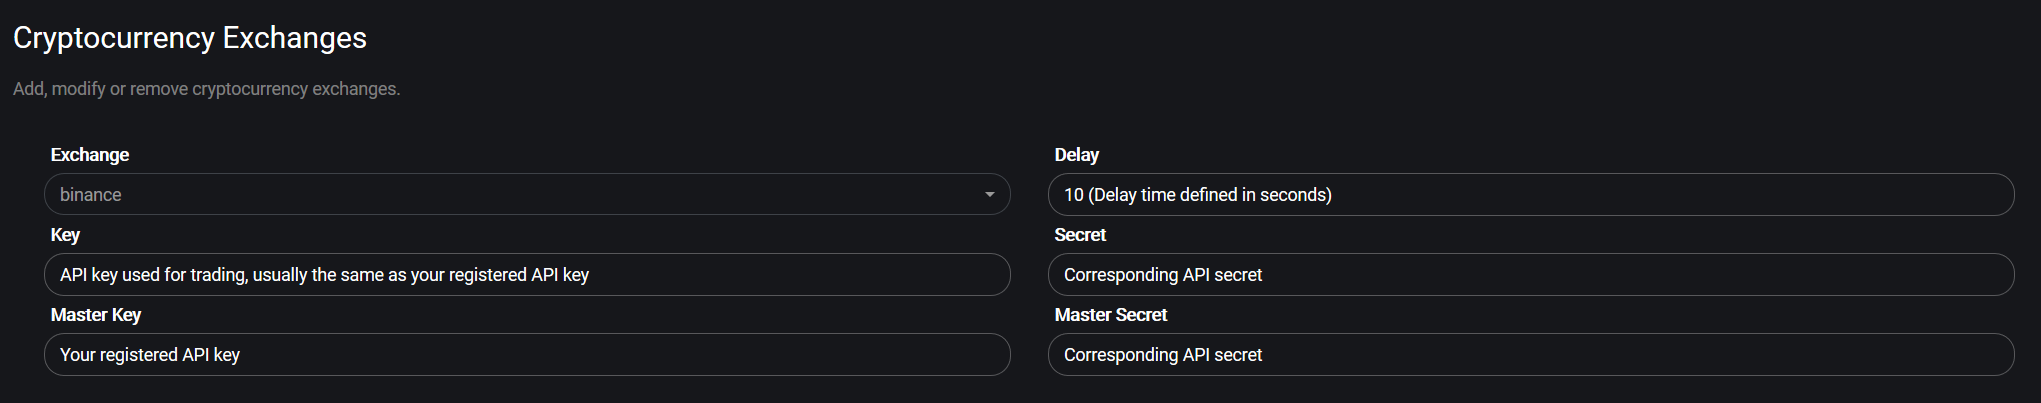 Cryptocurrency Exchanges
Add, modify or remove cryptocurrency exchanges.
Exchange
Delay
binance
10 (Delay time defined in seconds)
Key
Secret
API key used for trading, usually the same as your registered API key
Corresponding API secret
Master Key
Master Secret
Your registered API key
Corresponding API secret